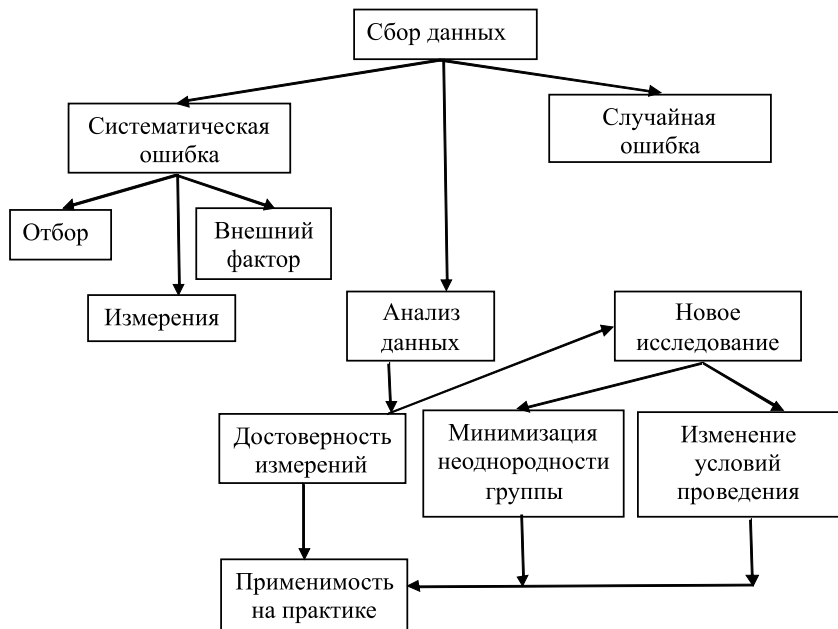 Сбор данных
Систематическая
ошибка
Случайная
ошибка
Отбор
Внешний
фактор
Измерения
Анализ
данных
Новое
исследование
Достоверность
измерений
Минимизация
неоднородности
группы
Изменение
условий
проведения
Применимость
на практике